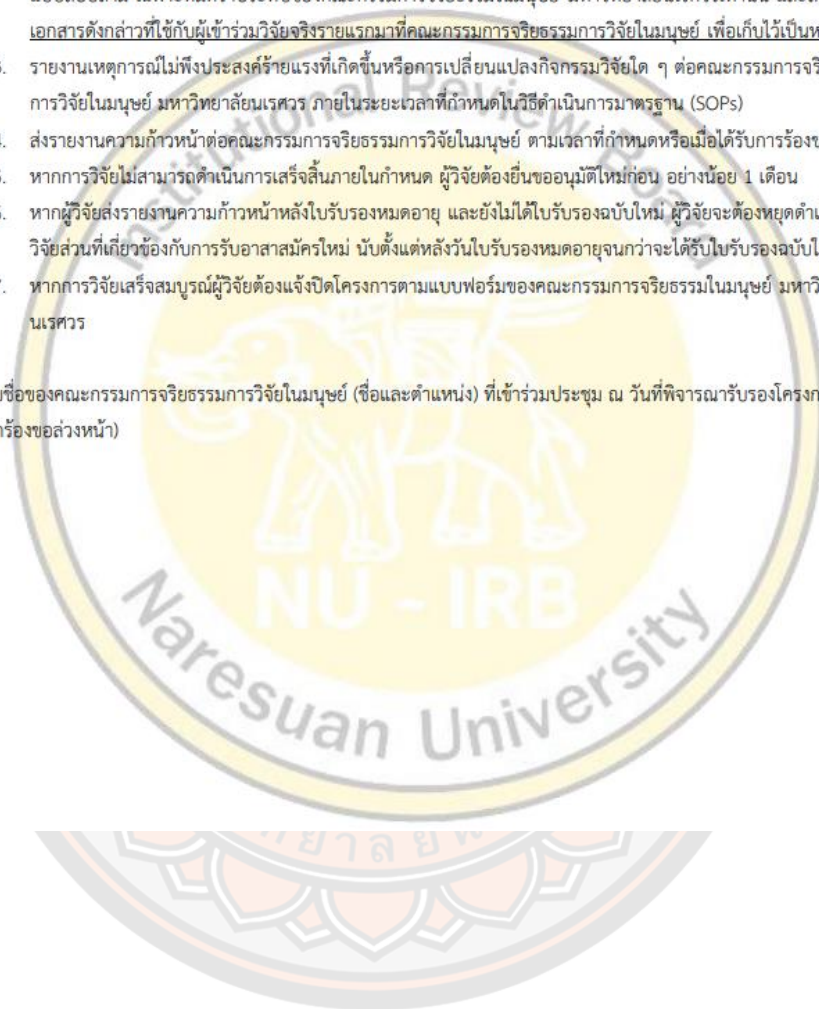 เอกสารดังกล่าวที่ใช้กับผู้เข้าร่วมวิจัยจริงรายแรกมาที่คณะกรรมการจริยธรรมการวิจัยในมนุษย์ เพื่อเก็บไว้เป็นห
รายงานเหตุการณ์ไม่พึงประสงค์ร้ายแรงที่เกิดขึ้นหรือการเปลี่ยนแปลงกิจกรรมวิจัยใด ๆ ต่อคณะกรรมการจริ
การวิจัยในมนุษย์ มหาวิทยาลัยนเรศวร ภายในระยะเวลาที่กำหนดในวิธีดำเนินการมาตรฐาน (SOPs)
ส่งรายงานความก้าวหน้าต่อคณะกรรมการจริยธรรมการวิจัยในมนุษย์ ตามเวลาที่กำหนดหรือเมื่อได้รับการร้องข
หากการวิจัยไม่สามารถดำเนินการเสร็จสิ้นภายในกำหนด ผู้วิจัยต้องยื่นขออนุมัติใหม่ก่อน อย่างน้อย 1 เดือน
หากผู้วิจัยส่งรายงานความก้าวหน้าหลังใบรับรองหมดอายุ และยังไม่ได้ใบรับรองฉบับใหม่ ผู้วิจัยจะต้องหยุดดำเ
วิจัยส่วนที่เกี่ยวข้องกับการรับอาสาสมัครใหม่ นับตั้งแต่หลังวันใบรับรองหมดอายุจนกว่าจะได้รับใบรับรองฉบับใ
7. หากการวิจัยเสร็จสมบูรณ์ผู้วิจัยต้องแจ้งปิดโครงการตามแบบฟอร์มของคณะกรรมการจริยธรรมในมนุษย์ มหาวิ
นเรศวร
ชื่อของคณะกรรมการจริยธรรมการวิจัยในมนุษย์ (ชื่อและตำแหน่ง) ที่เข้าร่วมประชุม ณ วันที่พิจารณารับรองโครงก
ร้องขอล่วงหน้า)
Institutional Review Board
NU - IRB
Naresuan University